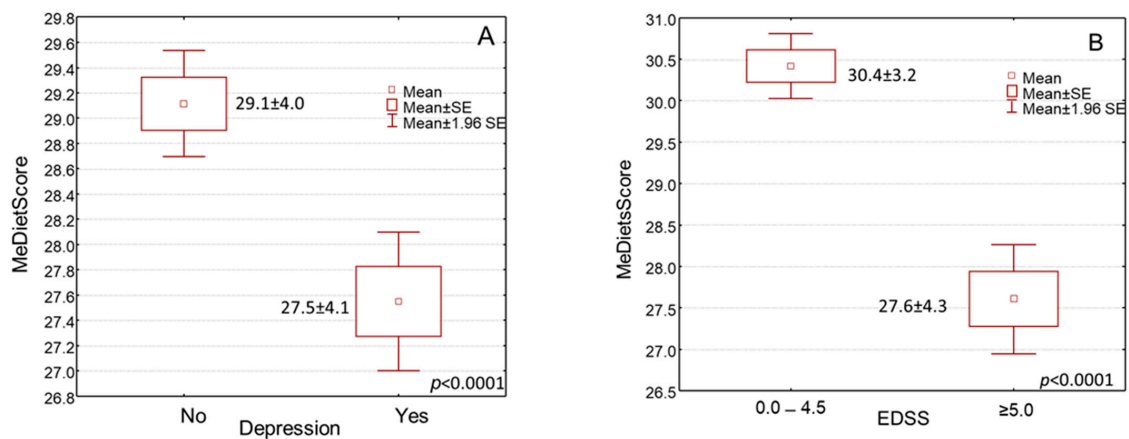 A
MeDietScore
29.8
29.6
29.4
29.2
29.0
28.8
28.6
28.4
28.2
28.0
27.8
27.6
27.4
27.2
27.0
26.8
29.1±4.0
Mean
Mean±SE
Mean±1.96 SE
27.5±4.1
p<0.0001
No
Yes
Depression
B
MeDietsScore
31.0
30.5
30.0
29.5
29.0
28.5
28.0
27.5
27.0
26.5
30.4±3.2
Mean
Mean±SE
Mean±1.96 SE
27.6±4.3
p<0.0001
0.0 – 4.5
≥5.0
EDSS